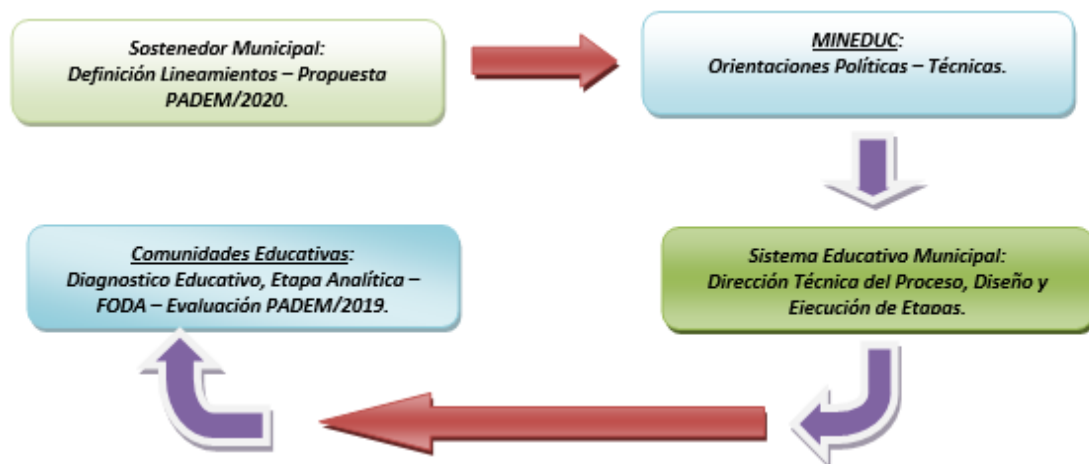 Sostenedor Municipal:
Definición Lineamientos – Propuesta
PADEM/2020.
MINEDUC:
Orientaciones Políticas – Técnicas.
Sistema Educativo Municipal:
Dirección Técnica del Proceso, Diseño y
Ejecución de Etapas.
Comunidades Educativas:
Diagnostico Educativo, Etapa Analítica –
FODA – Evaluación PADEM/2019.